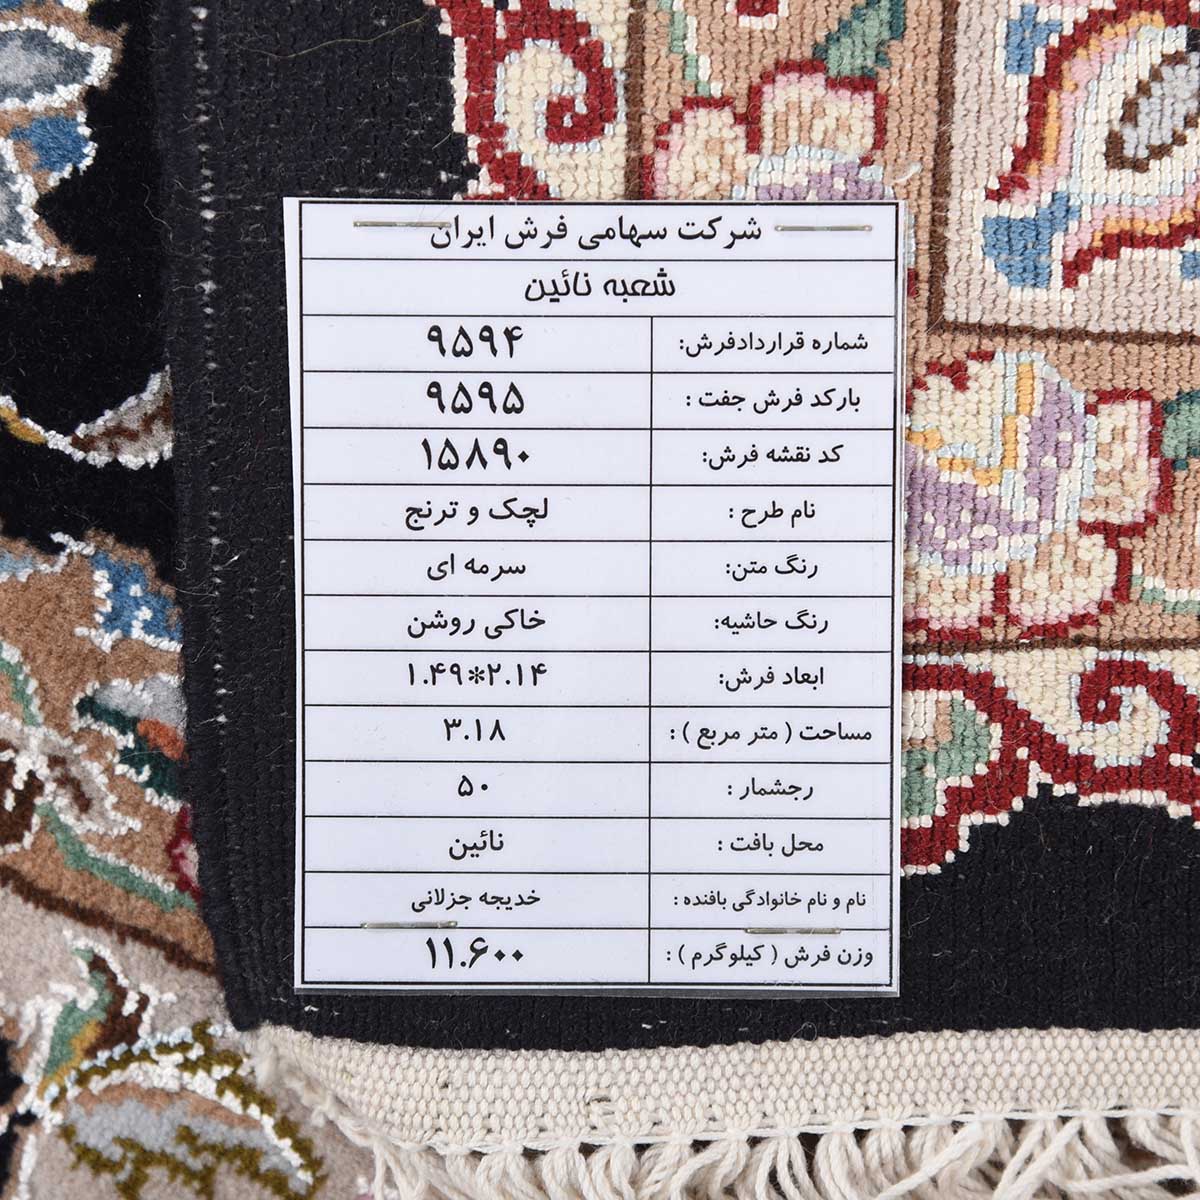 شرکت سهامی فرش ایران
شعبه نائین
شماره قراردادفرش: ۹۵۹۴
بارکد فرش جفت : ۹۵۹۵
کد نقشه فرش: ۱۵۸۹۰
نام طرح : لچک و ترنج
رنگ متن: سرمه ای
رنگ حاشیه: خاکی روشن
ابعاد فرش: ۱.۴۹*۲.۱۴
مساحت ( متر مربع ) : ۳.۱۸
رجشمار : ۵۰
محل بافت : نائین
نام و نام خانوادگی بافنده : خدیجه جزلانی
وزن فرش ( کیلوگرم ) : ۱۱.۶۰۰